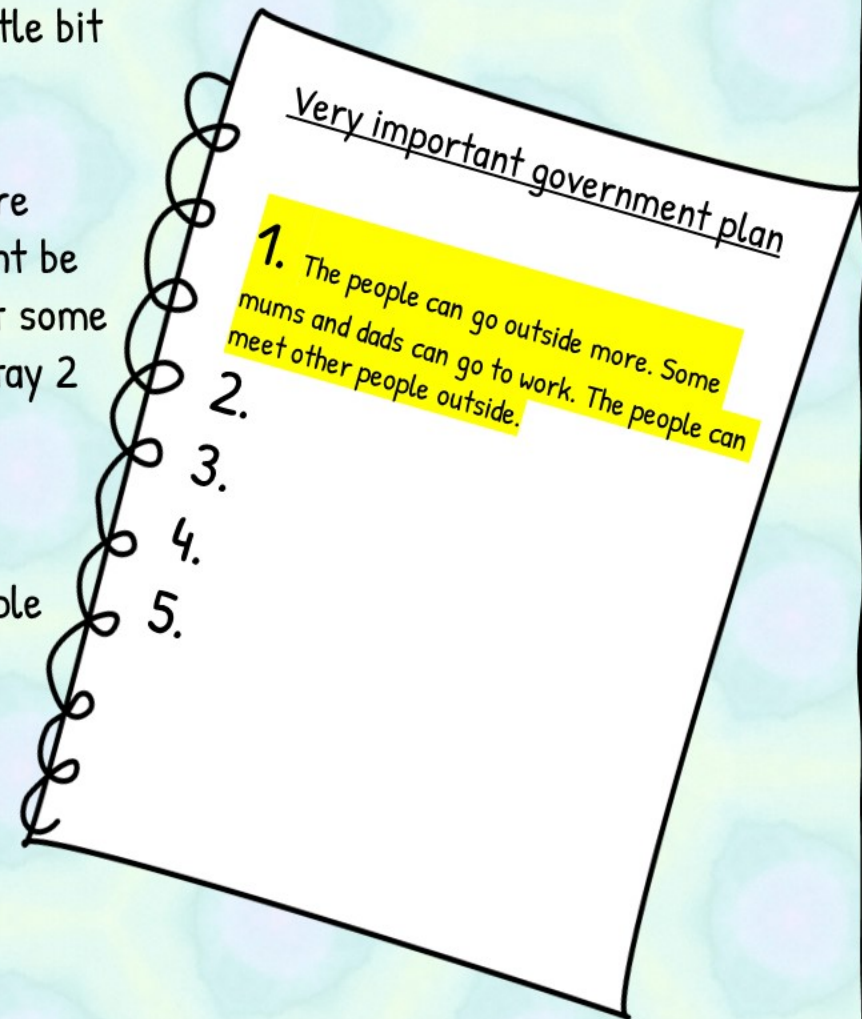 tle bit
re
nt be
some
ray 2
ple
Very important government plan
1. The people can go outside more. Some
mums and dads can go to work. The people can
meet other people outside.
2.
3.
4.
5.